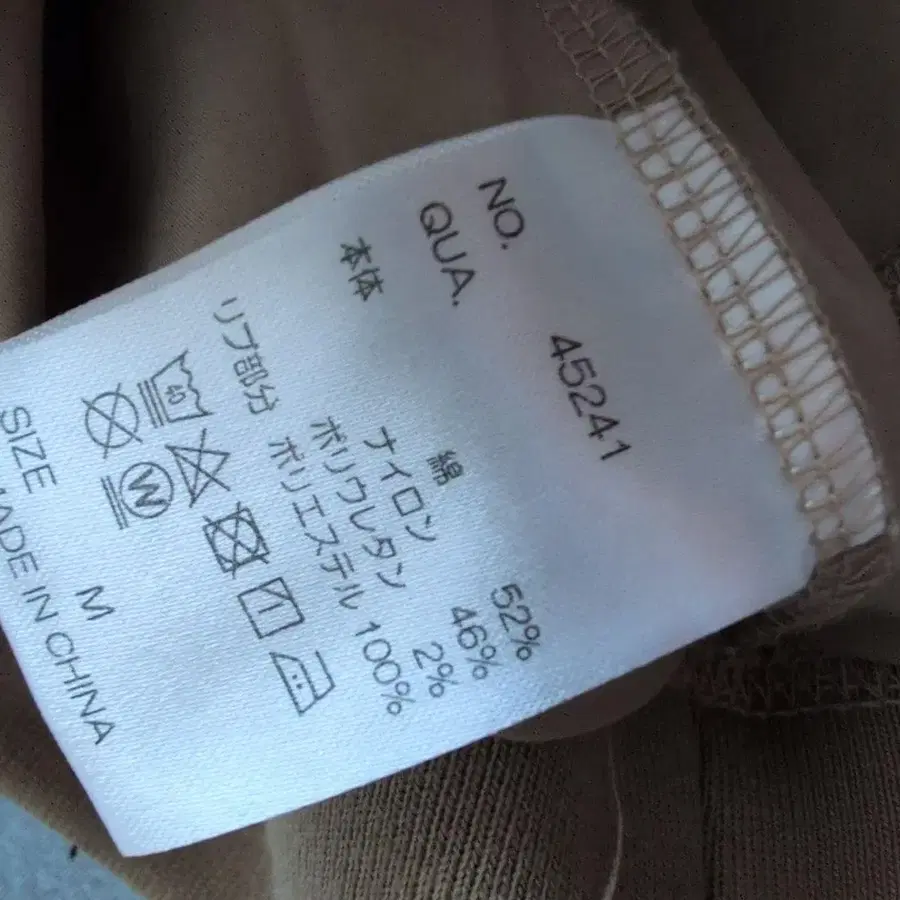 NO. 45241
QUA.
本体 綿 52%
ナイロン 46%
ポリウレタン 2%
リブ部分 ポリエステル 100%
40
W
SIZE M
MADE IN CHINA